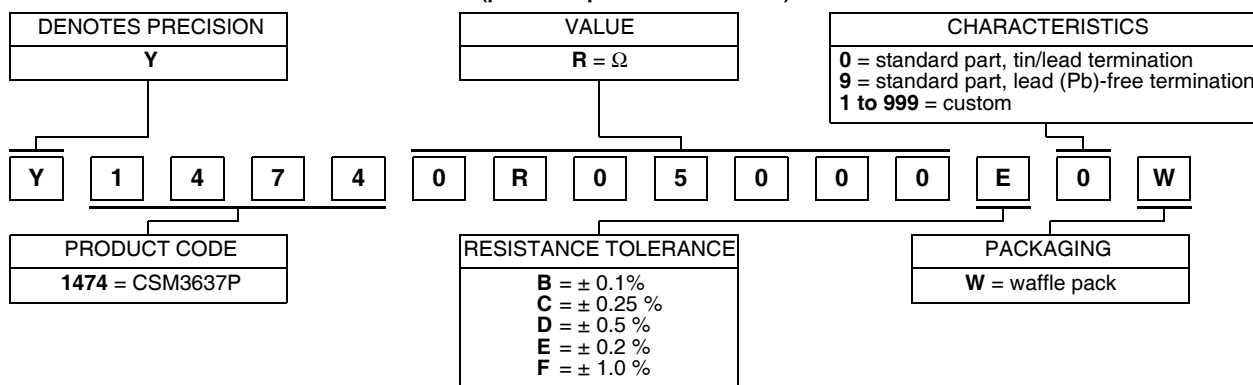 DENOTES PRECISION
Y
VALUE
R = Ω
CHARACTERISTICS
0 = standard part, tin/lead termination
9 = standard part, lead (Pb)-free termination
1 to 999 = custom
Y 1 4 7 4 0 R 0 5 0 0 0 E 0 W
PRODUCT CODE
1474 = CSM3637P
RESISTANCE TOLERANCE
B = ± 0.1%
C = ± 0.25 %
D = ± 0.5 %
E = ± 0.2 %
F = ± 1.0 %
PACKAGING
W = waffle pack